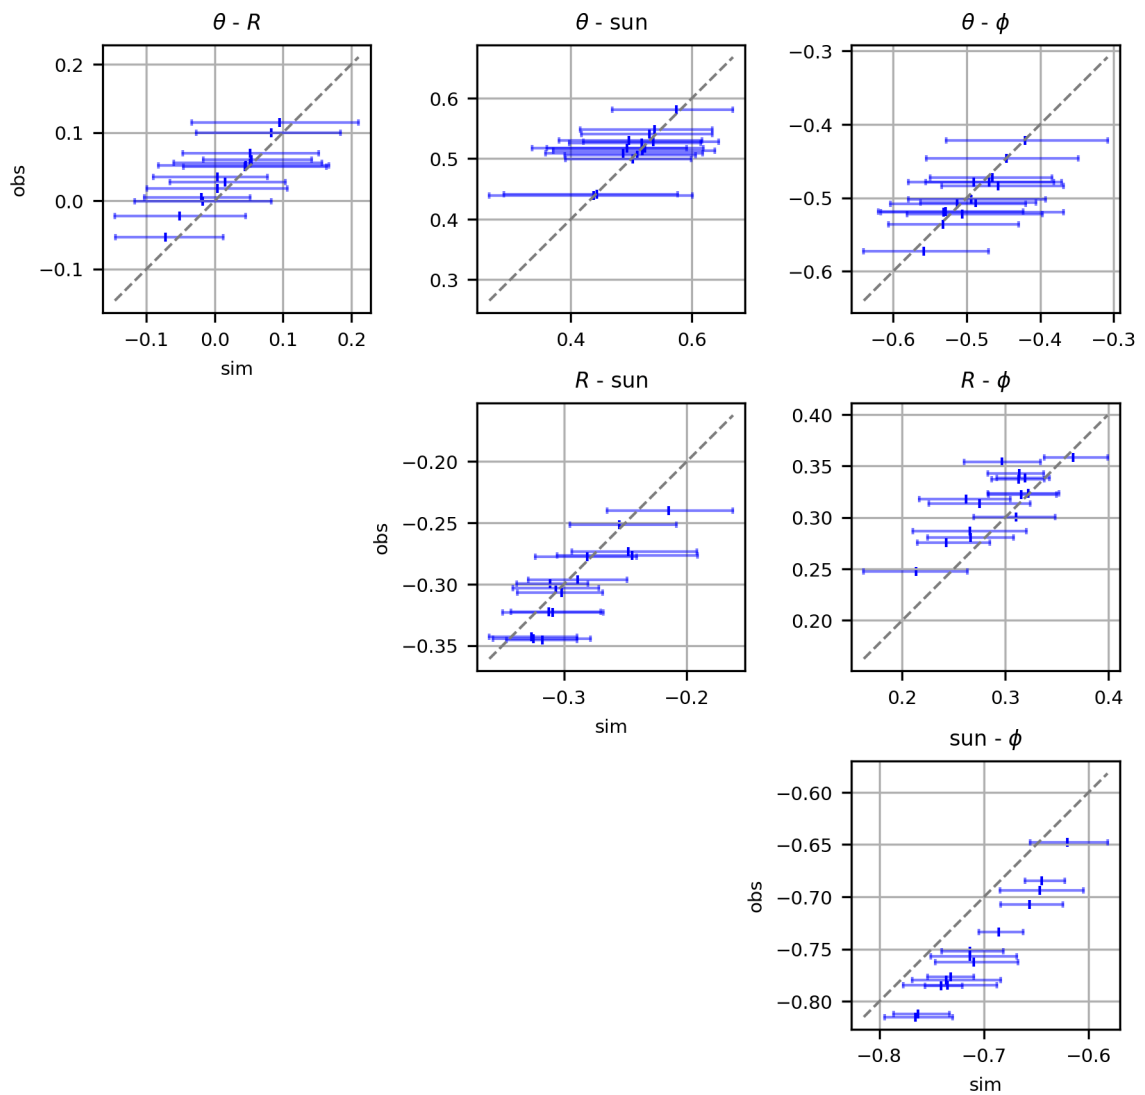 θ - R
θ - sun
θ - ϕ
0.2
0.1
0.0
−0.1
obs
−0.1 0.0 0.1 0.2
sim
0.6
0.5
0.4
0.3
0.4 0.6
−0.3
−0.4
−0.5
−0.6
−0.6 −0.5 −0.4 −0.3
R - sun
R - ϕ
−0.20
−0.25
−0.30
−0.35
obs
−0.3 −0.2
sim
0.40
0.35
0.30
0.25
0.20
0.2 0.3 0.4
sun - ϕ
−0.60
−0.65
−0.70
−0.75
−0.80
obs
−0.8 −0.7 −0.6
sim